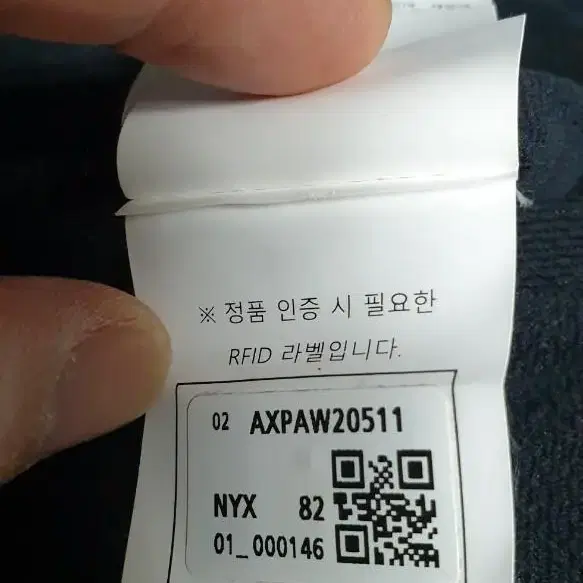 ※ 정품 인증 시 필요한
RFID 라벨입니다.
02 AXPAW20511
NYX 82
01_000146